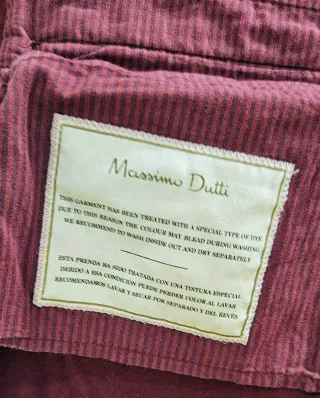 Massimo Dutti
THIS GARMENT HAS BEEN TREATED WITH A SPECIAL TYPE OF DYE
DUE TO THIS REASON THE COLOUR MAY BLEAD DURING WASHING
WE RECOMMEND TO WASH INSIDE OUT AND DRY SEPARATELY
ESTA PRENDA HA SIDO TRATADA CON UNA TINTURA ESPECIAL
DEBIDO A ESA CONDICIÓN PUEDE PERDER COLOR AL LAVAR
RECOMENDAMOS LAVAR Y SECAR POR SEPARADO Y DEL REVÉS